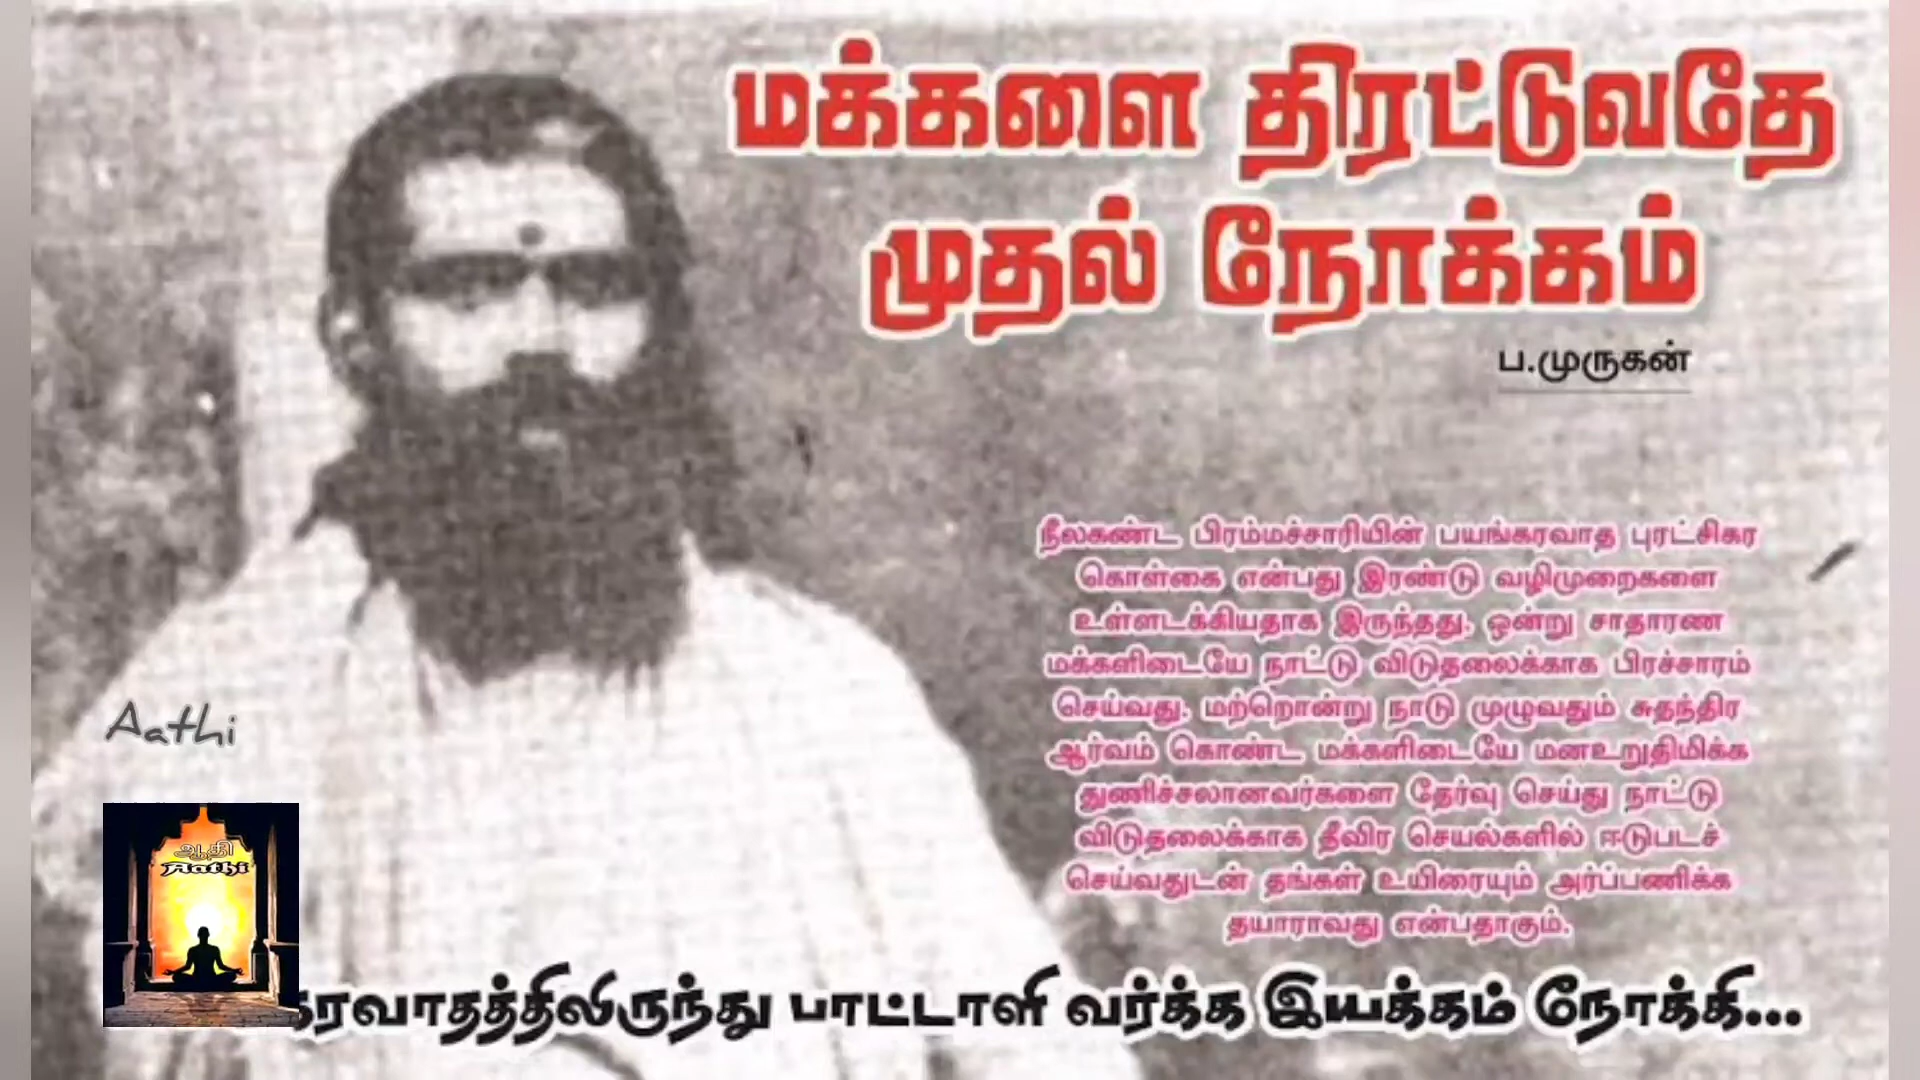 மக்களை திரட்டுவதே
முதல் நோக்கம்
ப.முருகன்
நீலகண்ட பிரம்மச்சாரியின் பயங்கரவாத புரட்சிகர
கொள்கை என்பது இரண்டு வழிமுறைகளை
உள்ளடக்கியதாக இருந்தது. ஒன்று சாதாரண
மக்களிடையே நாட்டு விடுதலைக்காக பிரச்சாரம்
செய்வது. மற்றொன்று நாடு முழுவதும் சுதந்திர
ஆர்வம் கொண்ட மக்களிடையே மனஉறுதிமிக்க
துணிச்சலானவர்களை தேர்வு செய்து நாட்டு
விடுதலைக்காக தீவிர செயல்களில் ஈடுபடச்
செய்வதுடன் தங்கள் உயிரையும் அர்ப்பணிக்க
தயாராவது என்பதாகும்.
Aathi
ஆதி
Aathi
கரவாதத்திலிருந்து பாட்டாளி வர்க்க இயக்கம் நோக்கி...